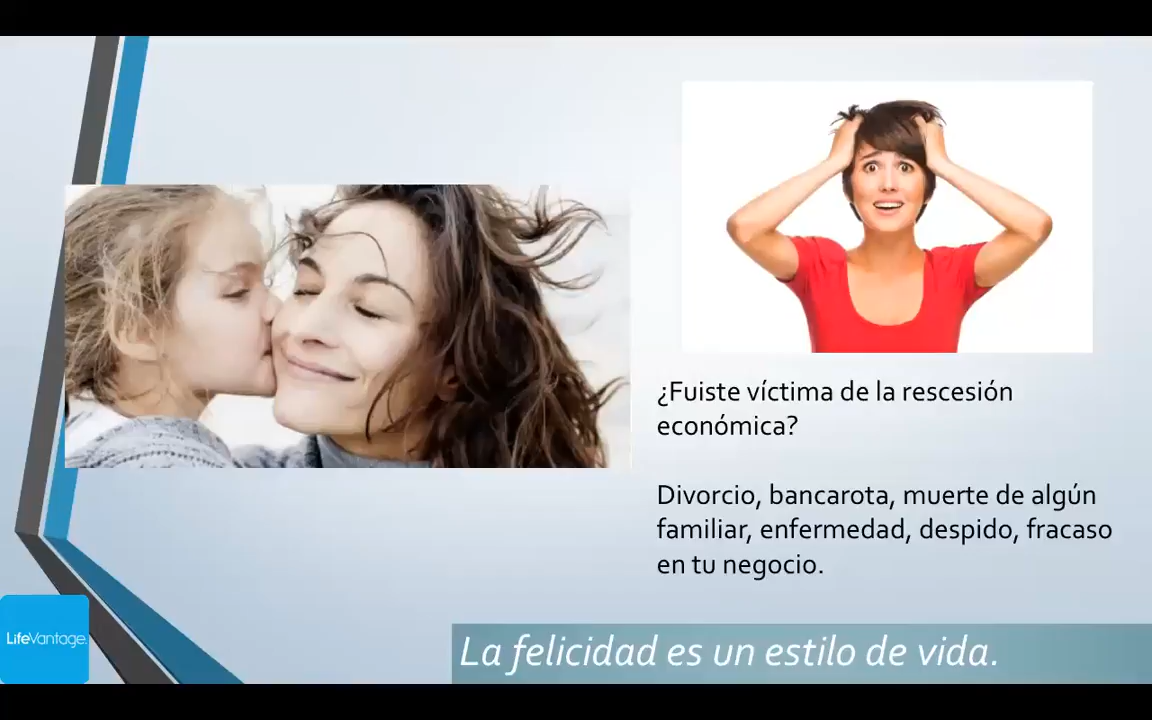 ¿Fuiste víctima de la rescesión
económica?
Divorcio, bancarota, muerte de algún
familiar, enfermedad, despido, fracaso
en tu negocio.
LifeVantage.
La felicidad es un estilo de vida.